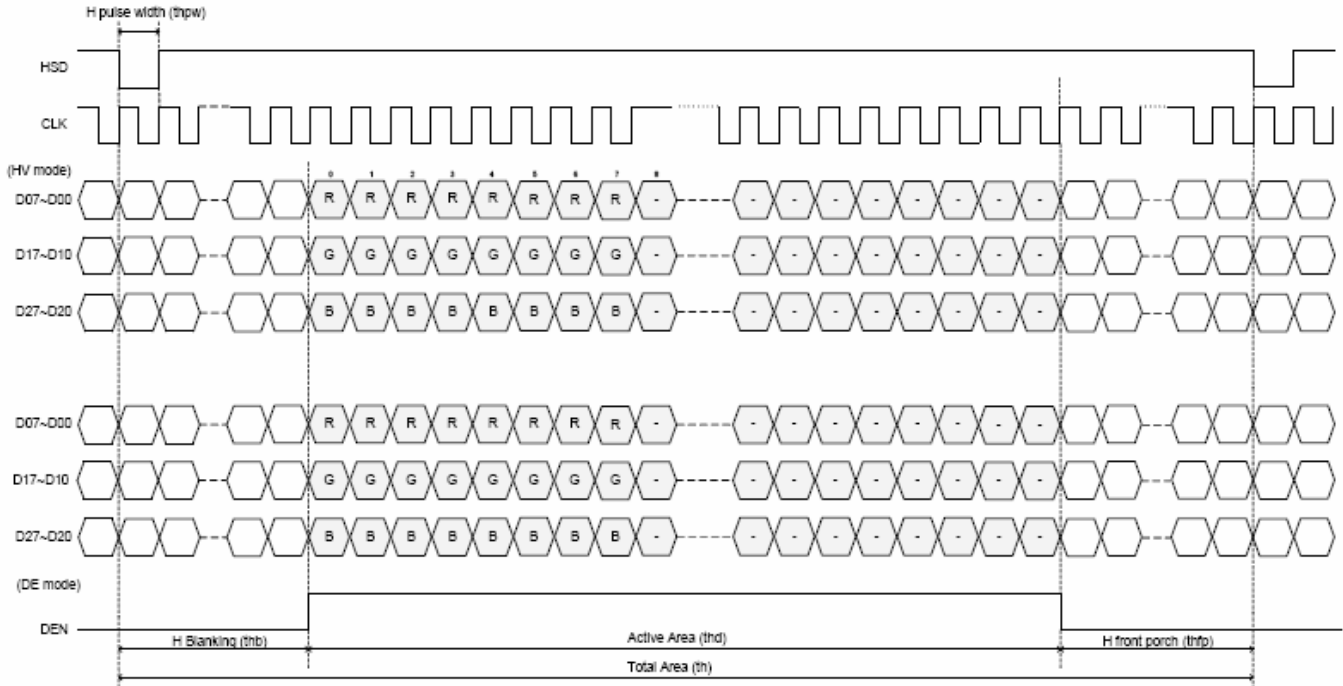 H pulse width (thpw)
HSD
CLK
(HV mode)
0 1 2 3 4 5 6 7 8
D07~D00 R R R R R R R R - - - - - - - - -
D17~D10 G G G G G G G G - - - - - - - - -
D27~D20 B B B B B B B B - - - - - - - - -
D07~D00 R R R R R R R R - - - - - - - - -
D17~D10 G G G G G G G G - - - - - - - - -
D27~D20 B B B B B B B B - - - - - - - - -
(DE mode)
DEN
H Blanking (thb) Active Area (thd) H front porch (thfp)
Total Area (th)